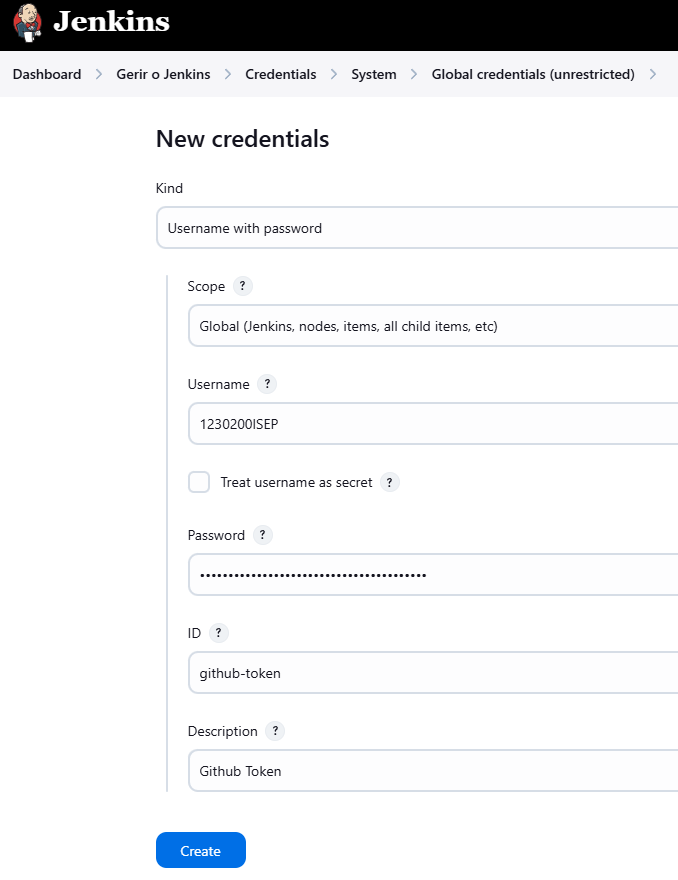 Jenkins
Dashboard > Gerir o Jenkins > Credentials > System > Global credentials (unrestricted) >
New credentials
Kind
Username with password
Scope ?
Global (Jenkins, nodes, items, all child items, etc)
Username ?
1230200ISEP
Treat username as secret ?
Password ?
••••••••••••••••••••••••••••••••••••••••
ID ?
github-token
Description ?
Github Token
Create